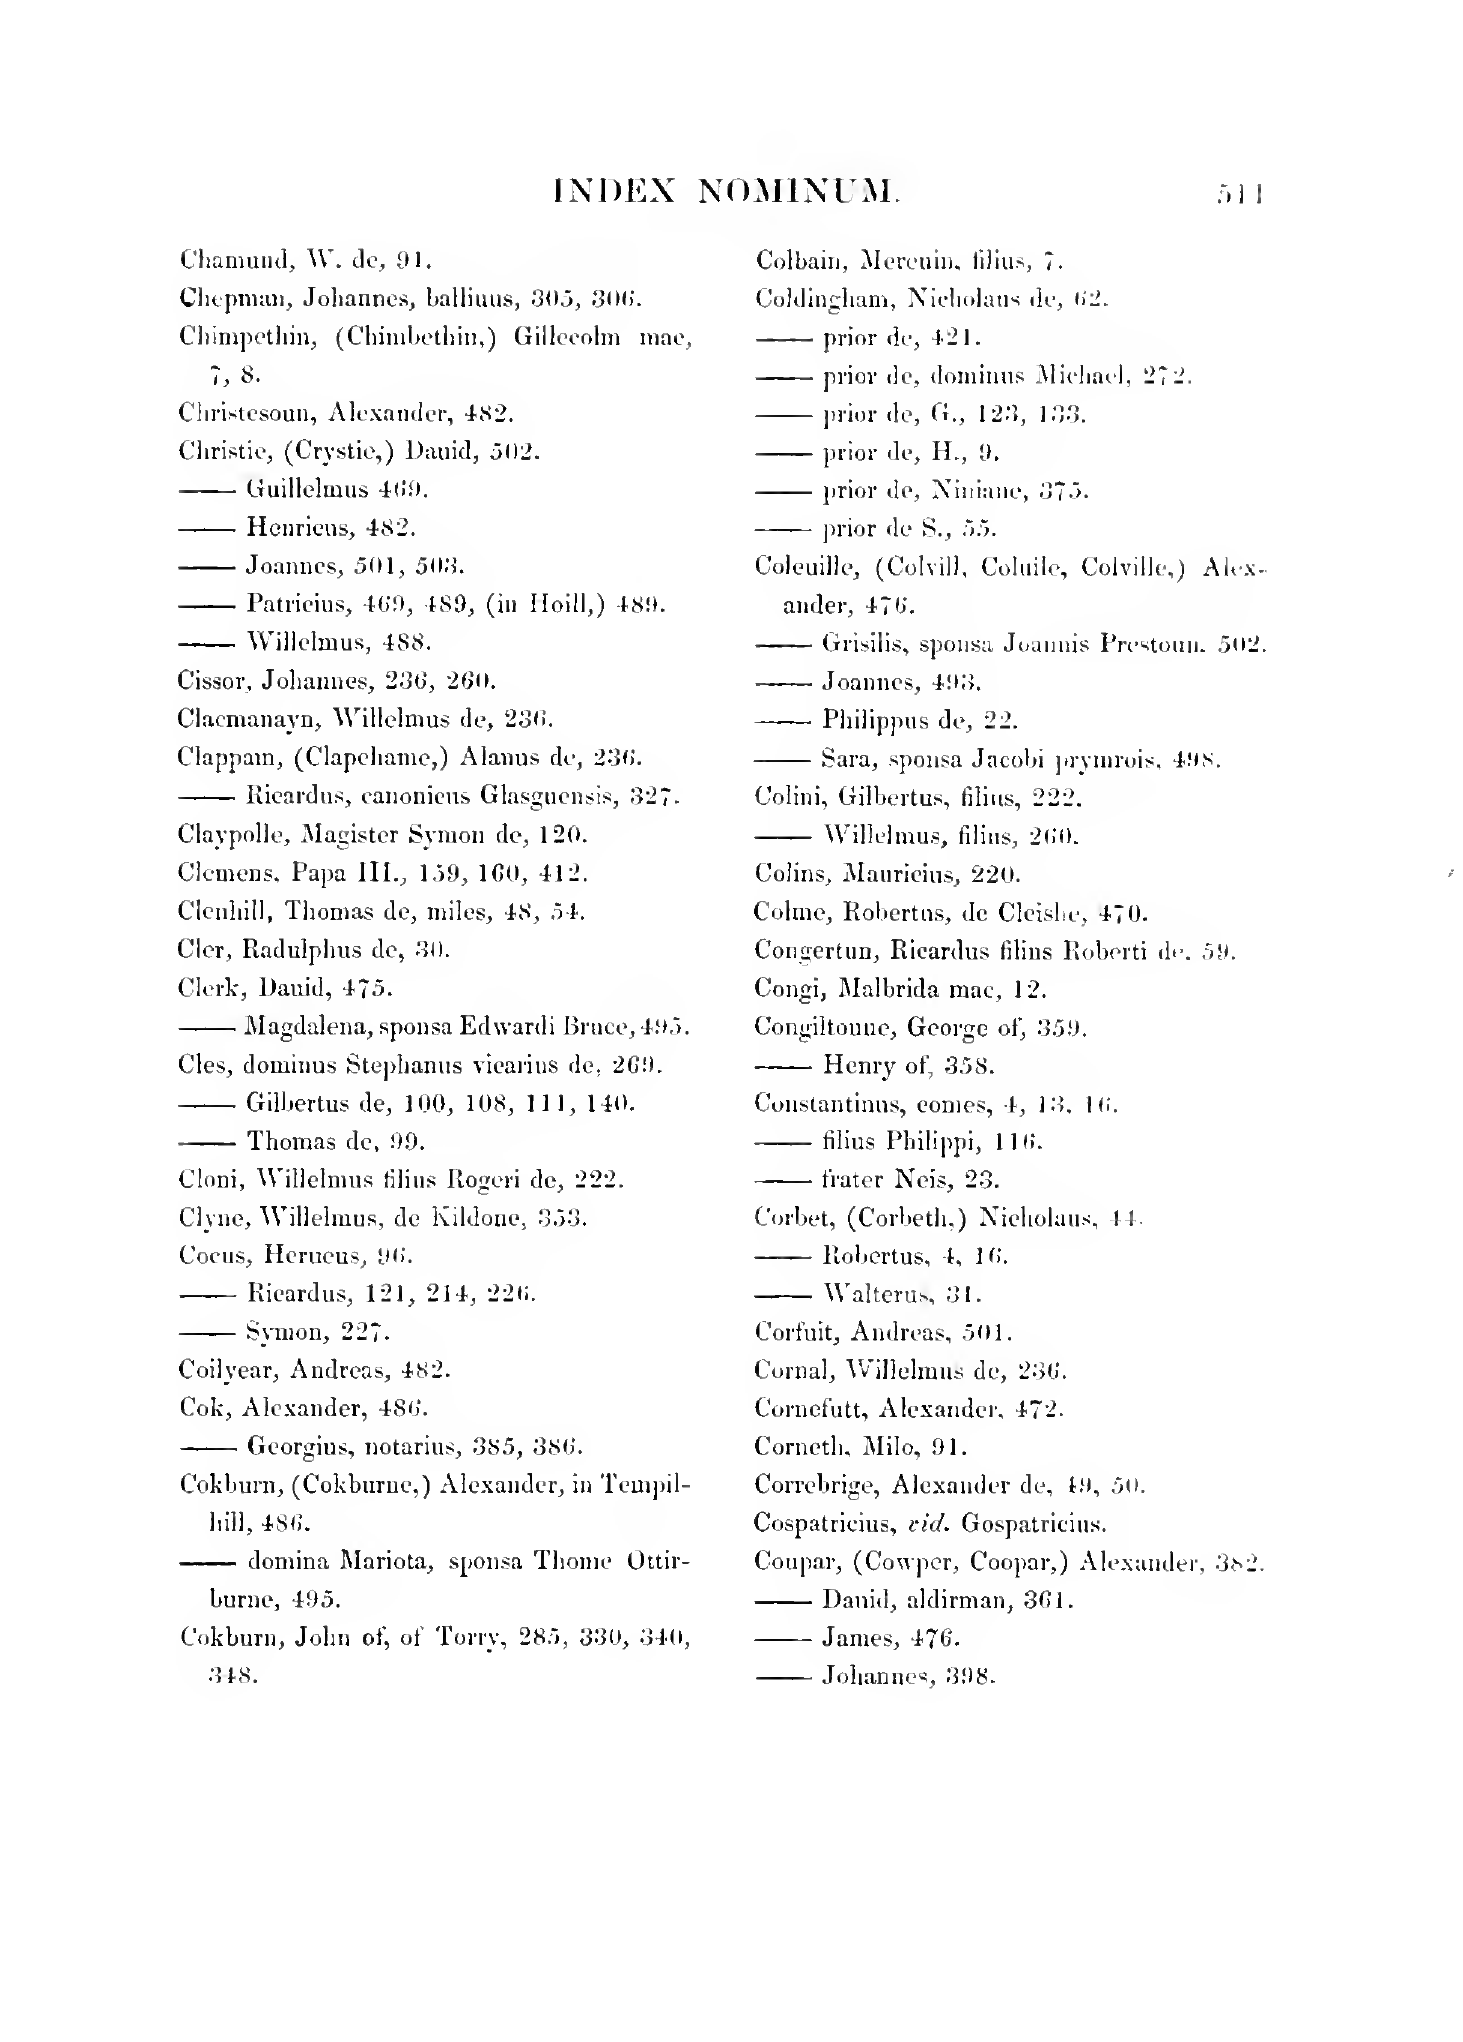 INDEX NOMINUM. 511
Chamund, W. de, 91.
Chepman, Johannes, balliuus, 305, 306.
Chimpethin, (Chimbethin,) Gillecolm mac,
7, 8.
Christesoun, Alexander, 482.
Christie, (Crystie,) Dauid, 502.
—— Guillelmus 469.
—— Henricus, 482.
—— Joannes, 501, 503.
—— Patricius, 469, 489, (in Hoill,) 489.
—— Willelmus, 488.
Cissor, Johannes, 236, 260.
Clacmanayn, Willelmus de, 236.
Clappam, (Clapehame,) Alanus de, 236.
—— Ricardus, canonicus Glasguensis, 327.
Claypolle, Magister Symon de, 120.
Clemens, Papa III., 159, 160, 412.
Clenhill, Thomas de, miles, 48, 54.
Cler, Radulphus de, 30.
Clerk, Dauid, 475.
—— Magdalena, sponsa Edwardi Bruce, 495.
Cles, dominus Stephanus vicarius de, 269.
—— Gilbertus de, 100, 108, 111, 140.
—— Thomas de, 99.
Cloni, Willelmus filius Rogeri de, 222.
Clyne, Willelmus, de Kildone, 353.
Cocus, Herueus, 96.
—— Ricardus, 121, 214, 226.
—— Symon, 227.
Coilyear, Andreas, 482.
Cok, Alexander, 486.
—— Georgius, notarius, 385, 386.
Cokburn, (Cokburne,) Alexander, in Tempil-
hill, 486.
—— domina Mariota, sponsa Thome Ottir-
burne, 495.
Cokburn, John of, of Torry, 285, 330, 340,
348.
Colbain, Mereuin, filius, 7.
Coldingham, Nicholaus de, 62.
—— prior de, 421.
—— prior de, dominus Michael, 272.
—— prior de, G., 123, 133.
—— prior de, H., 9.
—— prior de, Niniane, 375.
—— prior de S., 55.
Coleuille, (Colvill, Coluile, Colville,) Alex-
ander, 476.
—— Grisilis, sponsa Joannis Prestoun, 502.
—— Joannes, 493.
—— Philippus de, 22.
—— Sara, sponsa Jacobi prymrois, 498.
Colini, Gilbertus, filius, 222.
—— Willelmus, filius, 260.
Colins, Mauricius, 220.
Colme, Robertus, de Cleishe, 470.
Congertun, Ricardus filius Roberti de, 59.
Congi, Malbrida mac, 12.
Congiltoune, George of, 359.
—— Henry of, 358.
Constantinus, comes, 4, 13, 16.
—— filius Philippi, 116.
—— frater Neis, 23.
Corbet, (Corbeth,) Nicholaus, 44.
—— Robertus, 4, 16.
—— Walterus, 31.
Corfuit, Andreas, 501.
Cornal, Willelmus de, 236.
Cornefutt, Alexander, 472.
Corneth, Milo, 91.
Correbrige, Alexander de, 49, 50.
Cospatricius, vid. Gospatricius.
Coupar, (Cowper, Coopar,) Alexander, 382.
—— Dauid, aldirman, 361.
—— James, 476.
—— Johannes, 398.